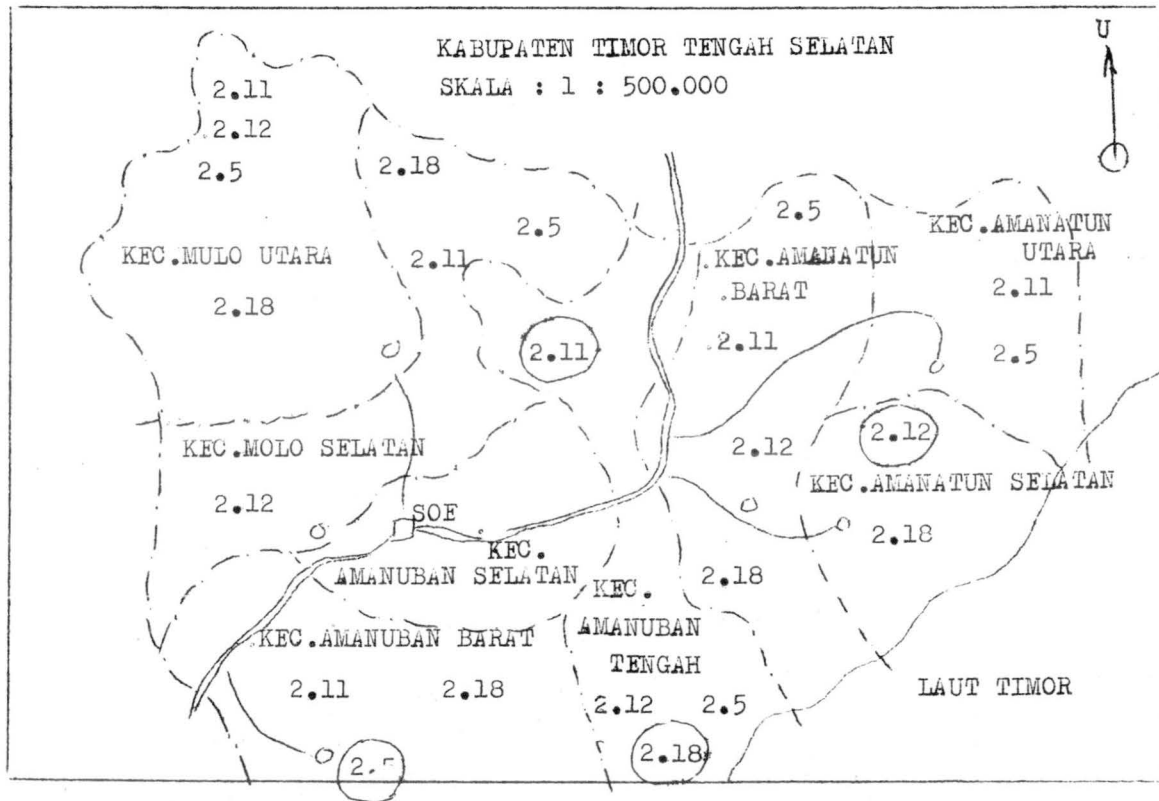 KABUPATEN TIMOR TENGAH SELATAN
SKALA : 1 : 500.000
U
2.11
2.12
2.5
2.18
2.5
2.11
KEC.MULO UTARA
2.18
2.11
2.5
.KEC.AMANATUN
.BARAT
.2.11
KEC.AMANATUN
UTARA
2.11
2.5
KEC.MOLO SELATAN
2.12
SOE
2.12
2.12
KEC.AMANATUN SELATAN
2.18
KEC.
AMANUBAN SELATAN
2.18
KEC.
AMANUBAN
TENGAH
2.12 2.5
2.18
.KEC.AMANUBAN BARAT
2.11 2.18
LAUT TIMOR